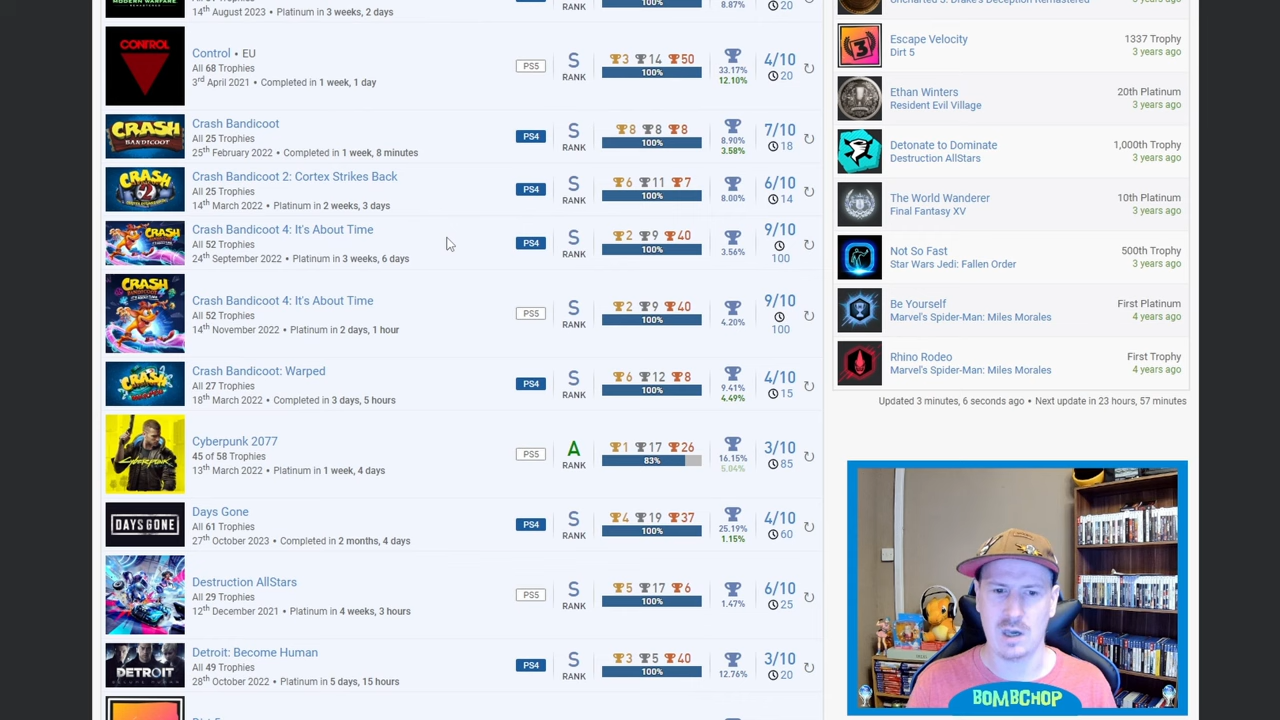 MODERN WARFARE
14th August 2023 • Platinum in 3 weeks, 2 days
100%
8.87%
20
CONTROL
Control • EU
All 68 Trophies
3rd April 2021 • Completed in 1 week, 1 day
PS5
S
RANK
3 14 50
100%
33.17%
12.10%
4/10
20
CRASH
BANDICOOT
Crash Bandicoot
All 25 Trophies
25th February 2022 • Completed in 1 week, 8 minutes
PS4
S
RANK
8 8 8
100%
8.90%
3.58%
7/10
18
CRASH
2
Crash Bandicoot 2: Cortex Strikes Back
All 25 Trophies
14th March 2022 • Platinum in 2 weeks, 3 days
PS4
S
RANK
6 11 7
100%
8.00%
6/10
14
CRASH
Crash Bandicoot 4: It's About Time
All 52 Trophies
24th September 2022 • Platinum in 3 weeks, 6 days
PS4
S
RANK
2 9 40
100%
3.56%
9/10
100
CRASH
Crash Bandicoot 4: It's About Time
All 52 Trophies
14th November 2022 • Platinum in 2 days, 1 hour
PS5
S
RANK
2 9 40
100%
4.20%
9/10
100
CRASH
Crash Bandicoot: Warped
All 27 Trophies
18th March 2022 • Completed in 3 days, 5 hours
PS4
S
RANK
6 12 8
100%
9.41%
4.49%
4/10
15
Cyberpunk
Cyberpunk 2077
45 of 58 Trophies
13th March 2022 • Platinum in 1 week, 4 days
PS5
A
RANK
1 17 26
83%
16.15%
5.04%
3/10
85
DAYS GONE
Days Gone
All 61 Trophies
27th October 2023 • Completed in 2 months, 4 days
PS4
S
RANK
4 19 37
100%
25.19%
1.15%
4/10
60
Destruction AllStars
All 29 Trophies
12th December 2021 • Platinum in 4 weeks, 3 hours
PS5
S
RANK
5 17 6
100%
1.47%
6/10
25
DETROIT
Detroit: Become Human
All 49 Trophies
28th October 2022 • Platinum in 5 days, 15 hours
PS4
S
RANK
3 5 40
100%
12.76%
3/10
20
Uncharted 3: Drake's Deception Remastered
3 years ago
Escape Velocity
Dirt 5
1337 Trophy
3 years ago
Ethan Winters
Resident Evil Village
20th Platinum
3 years ago
Detonate to Dominate
Destruction AllStars
1,000th Trophy
3 years ago
The World Wanderer
Final Fantasy XV
10th Platinum
3 years ago
Not So Fast
Star Wars Jedi: Fallen Order
500th Trophy
3 years ago
Be Yourself
Marvel's Spider-Man: Miles Morales
First Platinum
4 years ago
Rhino Rodeo
Marvel's Spider-Man: Miles Morales
First Trophy
4 years ago
Updated 3 minutes, 6 seconds ago • Next update in 23 hours, 57 minutes
BOMBCHOP